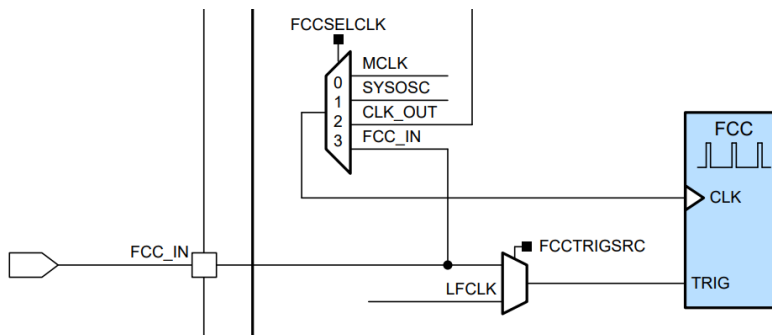 FCCSELCLK
0 MCLK
1 SYSOSC
2 CLK_OUT
3 FCC_IN
FCC
CLK
FCC_IN
FCCTRIGSRC
LFCLK
TRIG